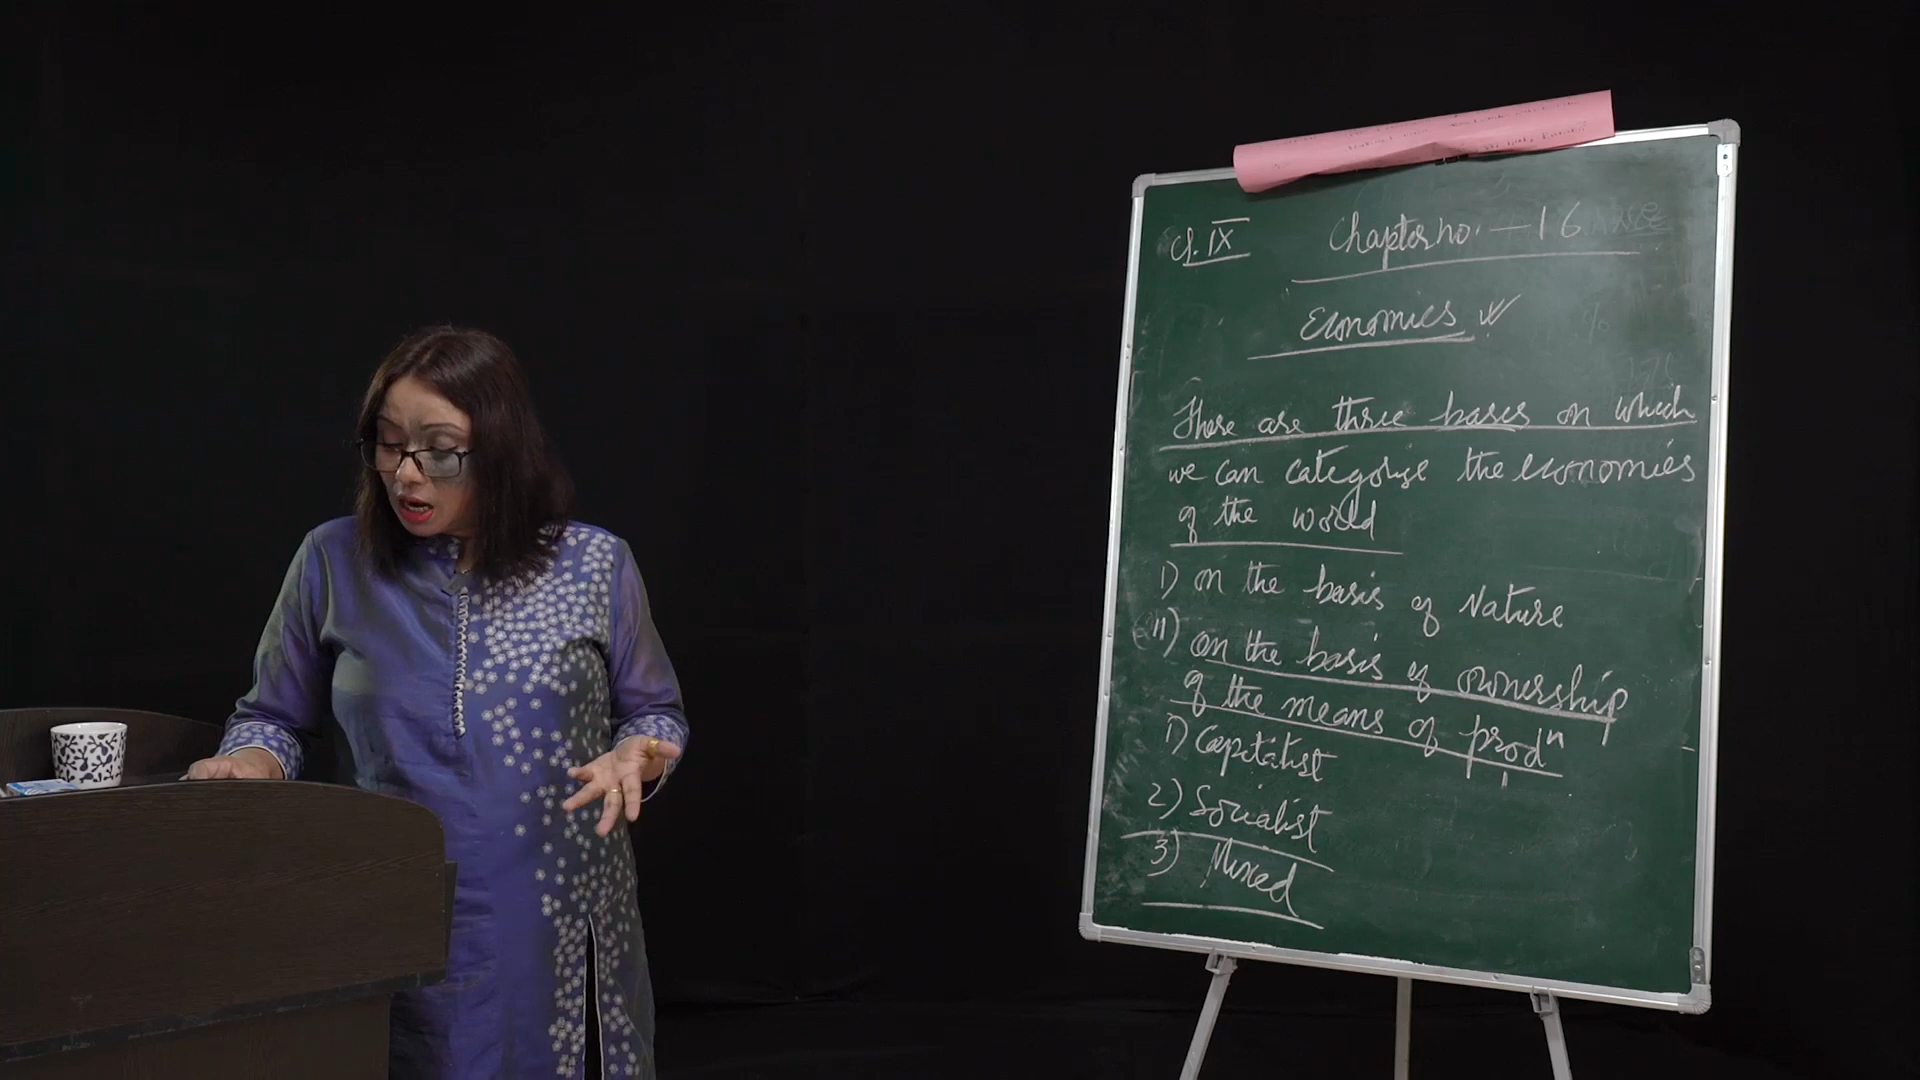 Cl. IX
Chapter no. — 16
Economics
There are three bases on which
we can categorise the economies
of the world
I) on the basis of Nature
II) on the basis of ownership
of the means of prodⁿ
1) Capitalist
2) Socialist
3) Mixed